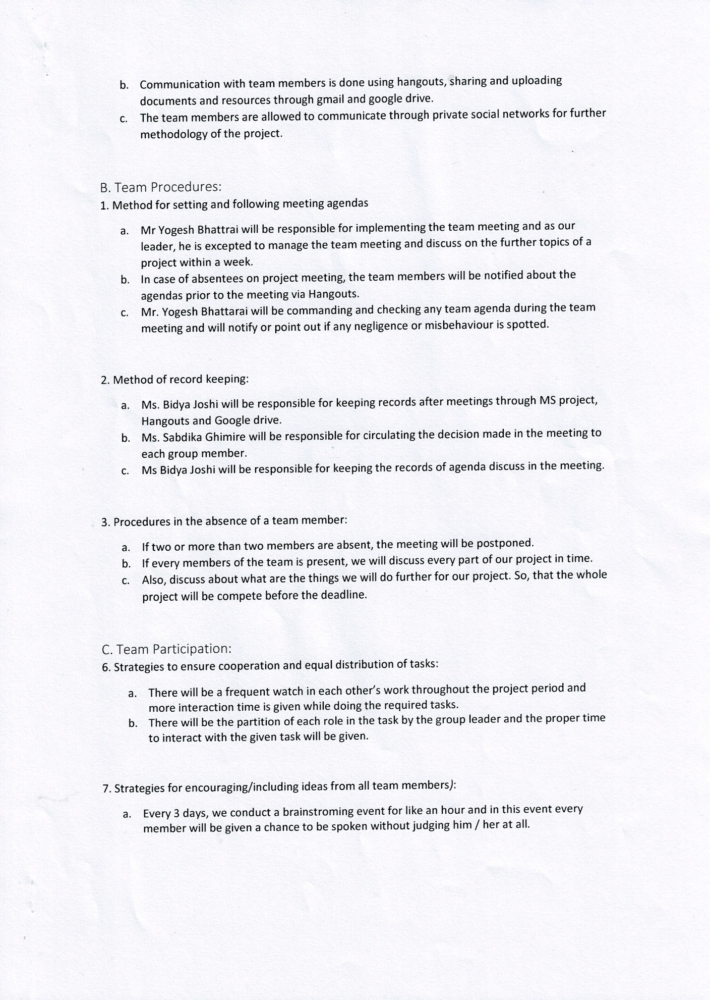 b. Communication with team members is done using hangouts, sharing and uploading
documents and resources through gmail and google drive.
c. The team members are allowed to communicate through private social networks for further
methodology of the project.
B. Team Procedures:
1. Method for setting and following meeting agendas
a. Mr Yogesh Bhattrai will be responsible for implementing the team meeting and as our
leader, he is excepted to manage the team meeting and discuss on the further topics of a
project within a week.
b. In case of absentees on project meeting, the team members will be notified about the
agendas prior to the meeting via Hangouts.
c. Mr. Yogesh Bhattarai will be commanding and checking any team agenda during the team
meeting and will notify or point out if any negligence or misbehaviour is spotted.
2. Method of record keeping:
a. Ms. Bidya Joshi will be responsible for keeping records after meetings through MS project,
Hangouts and Google drive.
b. Ms. Sabdika Ghimire will be responsible for circulating the decision made in the meeting to
each group member.
c. Ms Bidya Joshi will be responsible for keeping the records of agenda discuss in the meeting.
3. Procedures in the absence of a team member:
a. If two or more than two members are absent, the meeting will be postponed.
b. If every members of the team is present, we will discuss every part of our project in time.
c. Also, discuss about what are the things we will do further for our project. So, that the whole
project will be compete before the deadline.
C. Team Participation:
6. Strategies to ensure cooperation and equal distribution of tasks:
a. There will be a frequent watch in each other's work throughout the project period and
more interaction time is given while doing the required tasks.
b. There will be the partition of each role in the task by the group leader and the proper time
to interact with the given task will be given.
7. Strategies for encouraging/including ideas from all team members):
a. Every 3 days, we conduct a brainstroming event for like an hour and in this event every
member will be given a chance to be spoken without judging him / her at all.